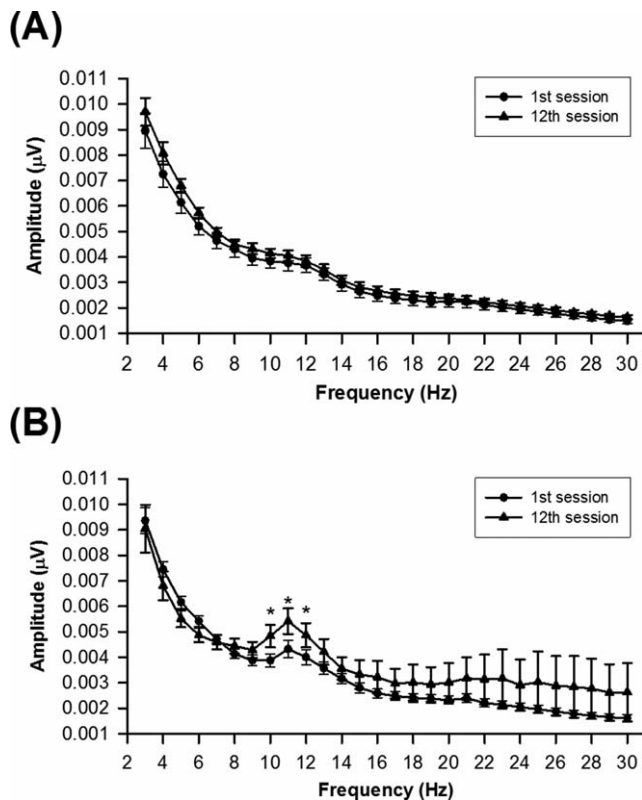 (A)
0.011
0.010
0.009
0.008
0.007
0.006
0.005
0.004
0.003
0.002
0.001
Amplitude (μV)
1st session
12th session
2 4 6 8 10 12 14 16 18 20 22 24 26 28 30
Frequency (Hz)
(B)
0.011
0.010
0.009
0.008
0.007
0.006
0.005
0.004
0.003
0.002
0.001
Amplitude (μV)
1st session
12th session
* * *
2 4 6 8 10 12 14 16 18 20 22 24 26 28 30
Frequency (Hz)